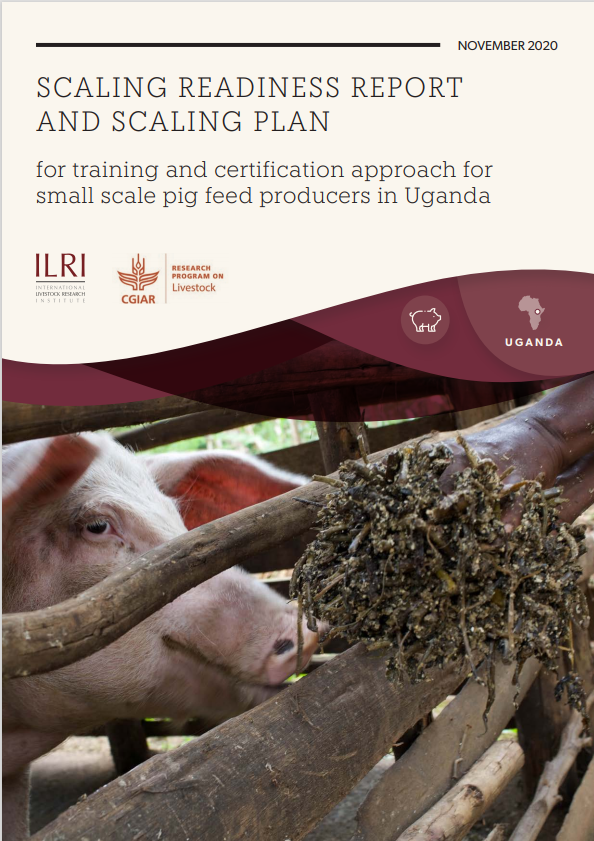 NOVEMBER 2020
SCALING READINESS REPORT
AND SCALING PLAN
for training and certification approach for
small scale pig feed producers in Uganda
ILRI
INTERNATIONAL
LIVESTOCK RESEARCH
INSTITUTE
CGIAR
RESEARCH
PROGRAM ON
Livestock
UGANDA